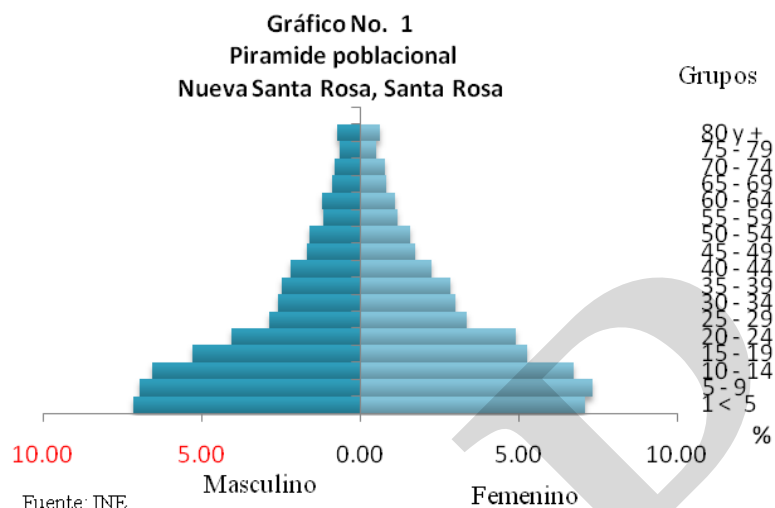 Gráfico No. 1
Piramide poblacional
Nueva Santa Rosa, Santa Rosa
Grupos
80 y +
75 - 79
70 - 74
65 - 69
60 - 64
55 - 59
50 - 54
45 - 49
40 - 44
35 - 39
30 - 34
25 - 29
20 - 24
15 - 19
10 - 14
5 - 9
1 < 5
%
10.00 5.00 0.00 5.00 10.00
Masculino Femenino
Fuente: INE